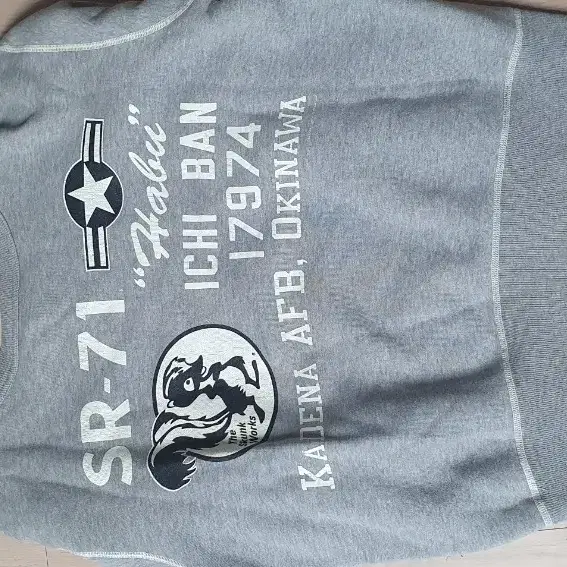 SR-71
"Habu"
ICHI BAN
17974
The
Skunk
Works
KADENA AFB, OKINAWA